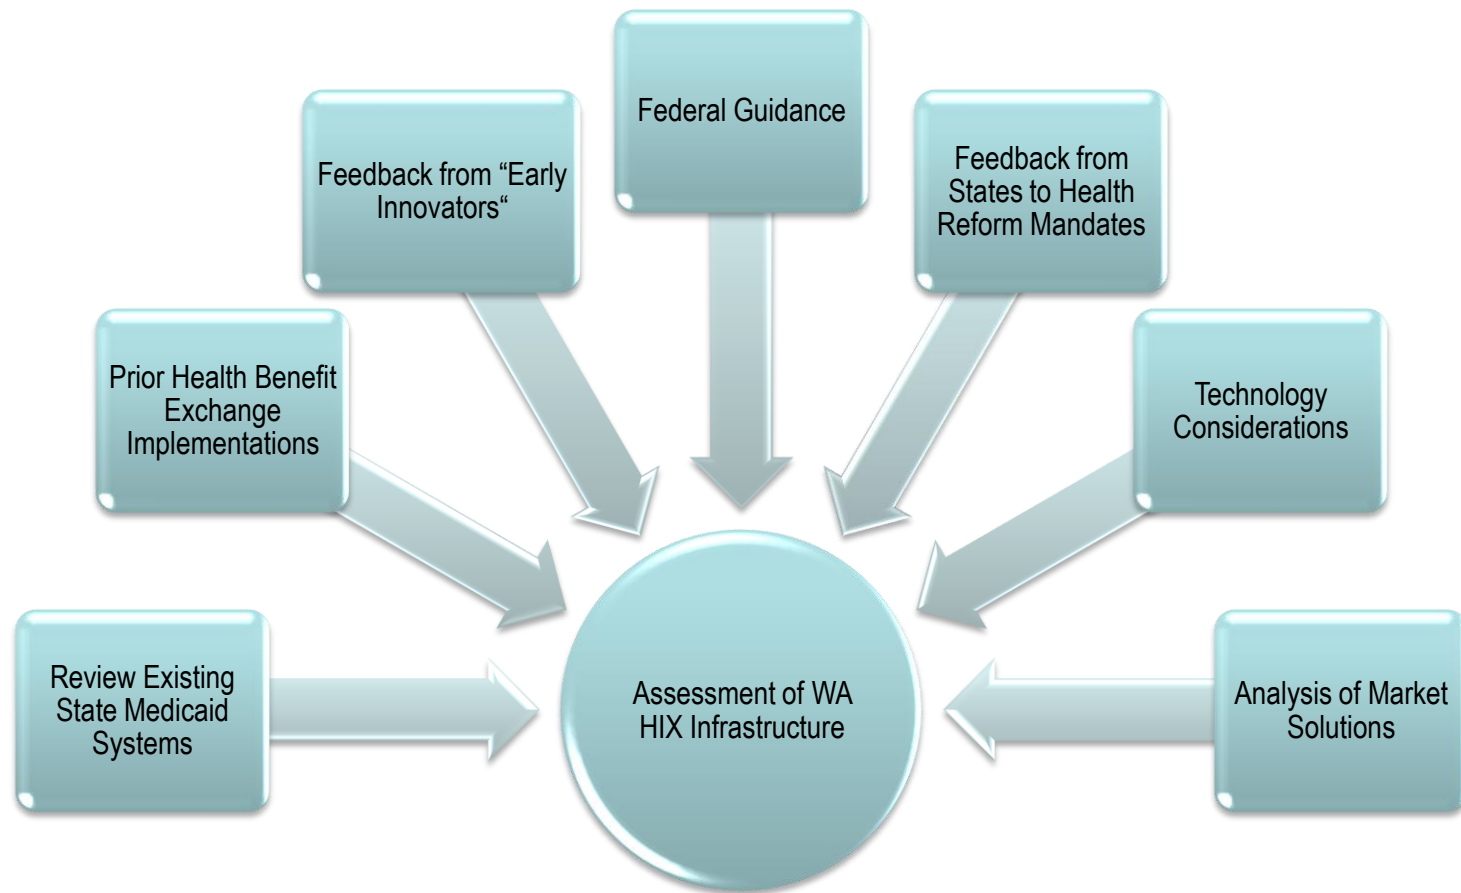 Federal Guidance
Feedback from “Early
Innovators“
Feedback from
States to Health
Reform Mandates
Prior Health Benefit
Exchange
Implementations
Technology
Considerations
Review Existing
State Medicaid
Systems
Assessment of WA
HIX Infrastructure
Analysis of Market
Solutions